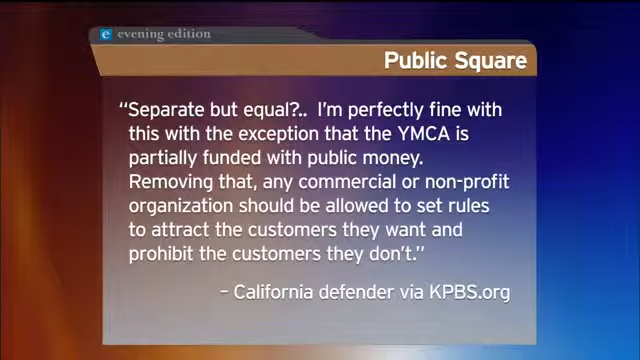 e evening edition
Public Square
“Separate but equal?.. I'm perfectly fine with
this with the exception that the YMCA is
partially funded with public money.
Removing that, any commercial or non-profit
organization should be allowed to set rules
to attract the customers they want and
prohibit the customers they don't.”
– California defender via KPBS.org